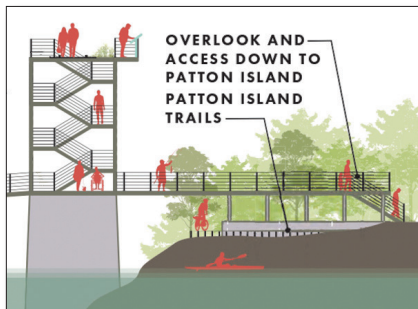 OVERLOOK AND
ACCESS DOWN TO
PATTON ISLAND
PATTON ISLAND
TRAILS